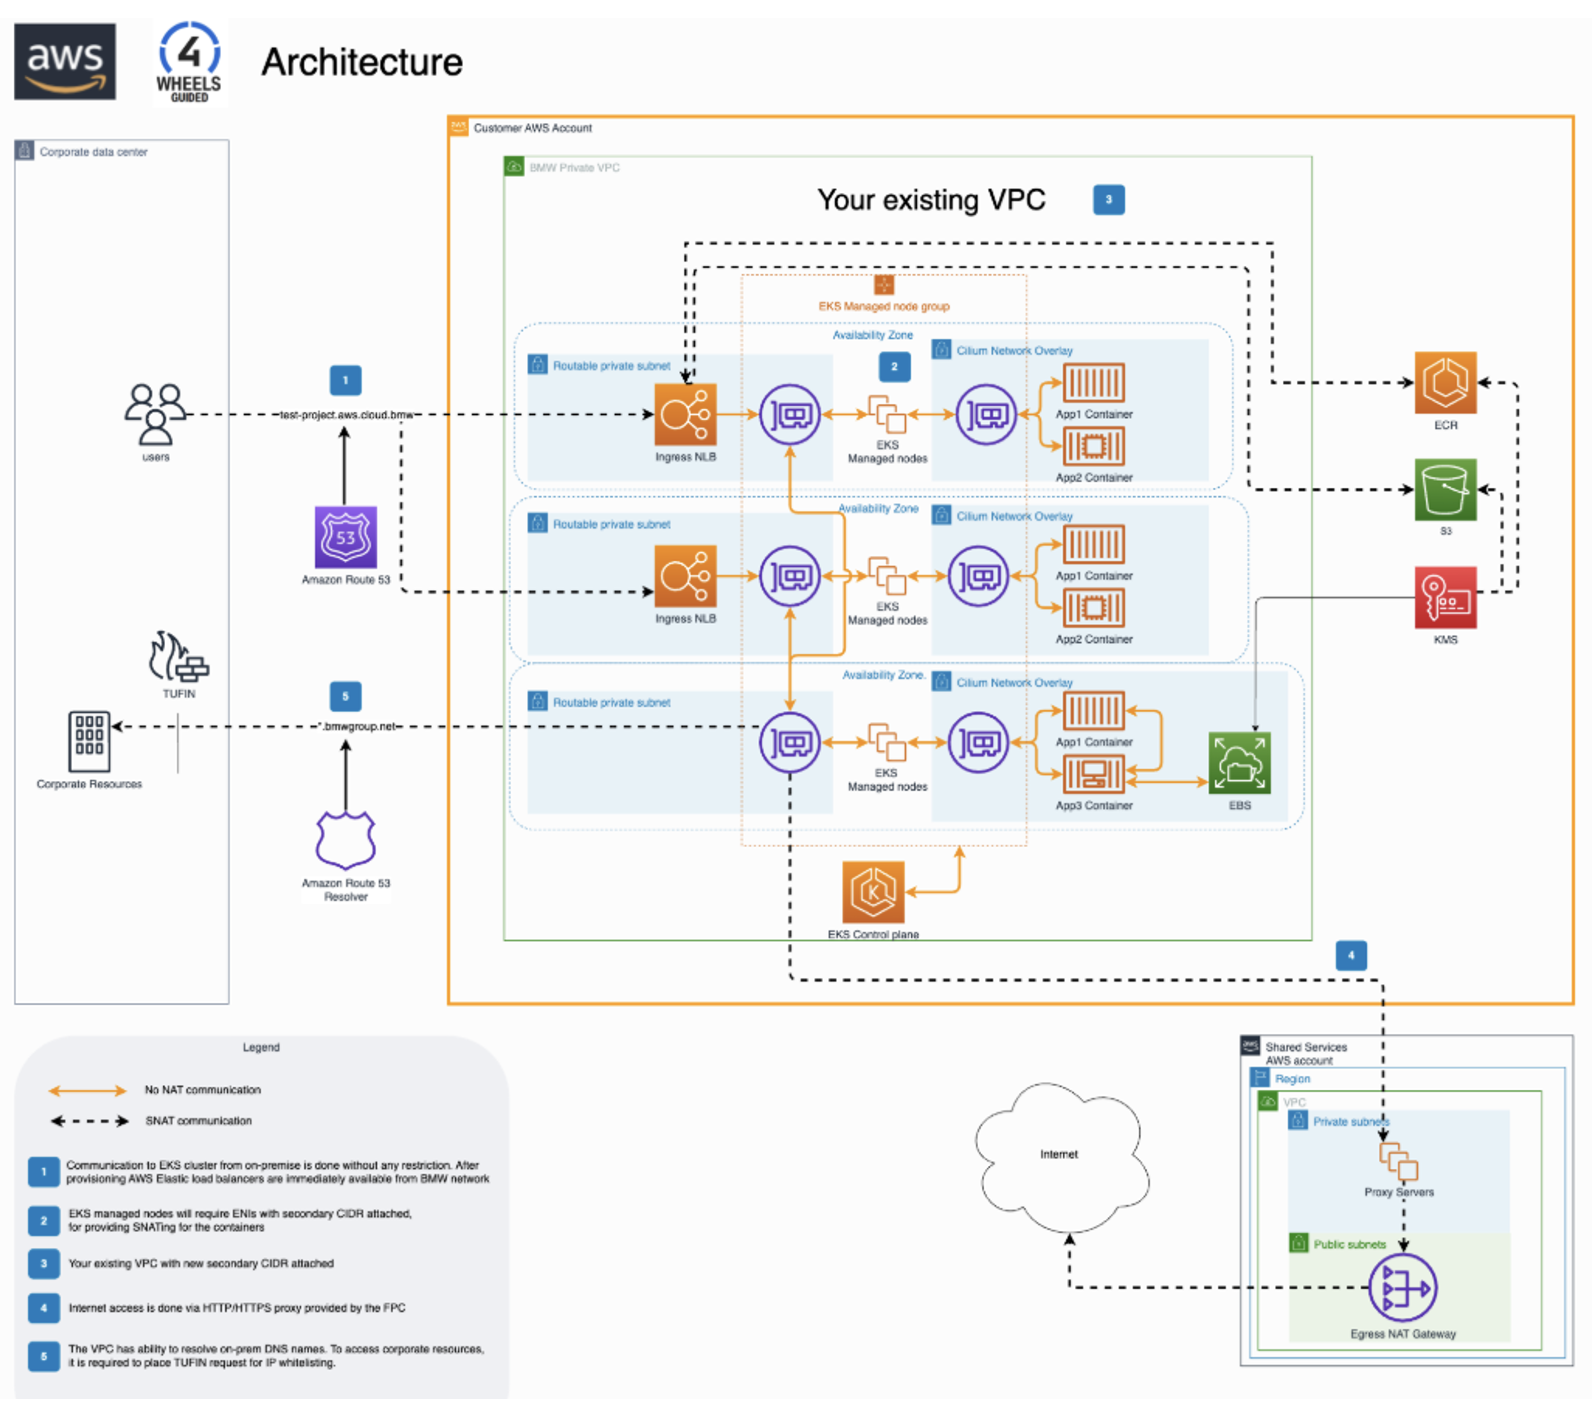 aws
4
WHEELS
GUIDED
Architecture
Corporate data center
aws
Customer AWS Account
BMW Private VPC
Your existing VPC
3
EKS Managed node group
Availability Zone
Routable private subnet
2
Cilium Network Overlay
1
test-project.aws.cloud.bmw
users
Ingress NLB
EKS
Managed nodes
App1 Container
App2 Container
ECR
Availability Zone
Routable private subnet
Cilium Network Overlay
53
Amazon Route 53
Ingress NLB
EKS
Managed nodes
App1 Container
App2 Container
S3
KMS
TUFIN
Availability Zone.
Routable private subnet
Cilium Network Overlay
5
*.bmwgroup.net
Corporate Resources
EKS
Managed nodes
App1 Container
App3 Container
EBS
Amazon Route 53
Resolver
K
EKS Control plane
4
Legend
No NAT communication
SNAT communication
1
Communication to EKS cluster from on-premise is done without any restriction. After
provisioning AWS Elastic load balancers are immediately available from BMW network
2
EKS managed nodes will require ENIs with secondary CIDR attached,
for providing SNATing for the containers
3
Your existing VPC with new secondary CIDR attached
4
Internet access is done via HTTP/HTTPS proxy provided by the FPC
5
The VPC has ability to resolve on-prem DNS names. To access corporate resources,
it is required to place TUFIN request for IP whitelisting.
Internet
aws
Shared Services
AWS account
Region
VPC
Private subnets
Proxy Servers
Public subnets
Egress NAT Gateway